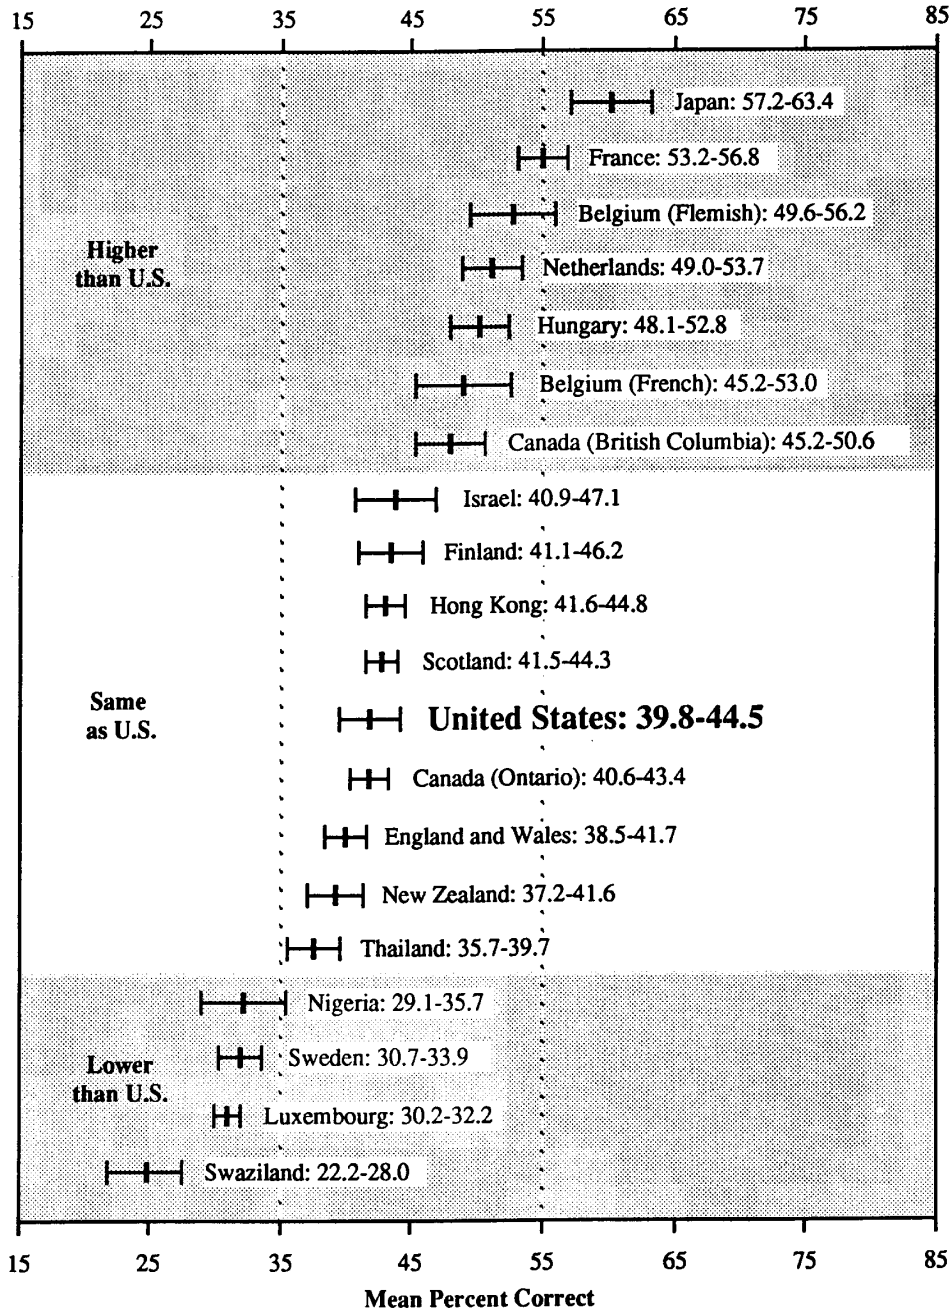 15 25 35 45 55 65 75 85
Japan: 57.2-63.4
France: 53.2-56.8
Belgium (Flemish): 49.6-56.2
Higher
than U.S.
Netherlands: 49.0-53.7
Hungary: 48.1-52.8
Belgium (French): 45.2-53.0
Canada (British Columbia): 45.2-50.6
Israel: 40.9-47.1
Finland: 41.1-46.2
Hong Kong: 41.6-44.8
Scotland: 41.5-44.3
Same
as U.S.
United States: 39.8-44.5
Canada (Ontario): 40.6-43.4
England and Wales: 38.5-41.7
New Zealand: 37.2-41.6
Thailand: 35.7-39.7
Nigeria: 29.1-35.7
Sweden: 30.7-33.9
Lower
than U.S.
Luxembourg: 30.2-32.2
Swaziland: 22.2-28.0
15 25 35 45 55 65 75 85
Mean Percent Correct